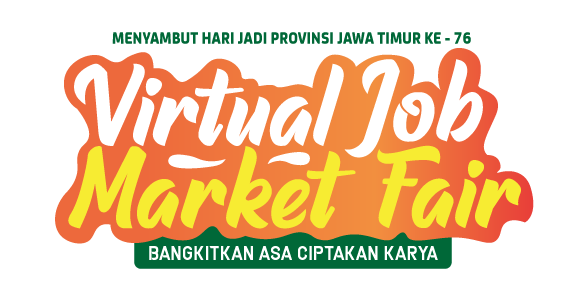 MENYAMBUT HARI JADI PROVINSI JAWA TIMUR KE - 76
Virtual Job
Market Fair
BANGKITKAN ASA CIPTAKAN KARYA